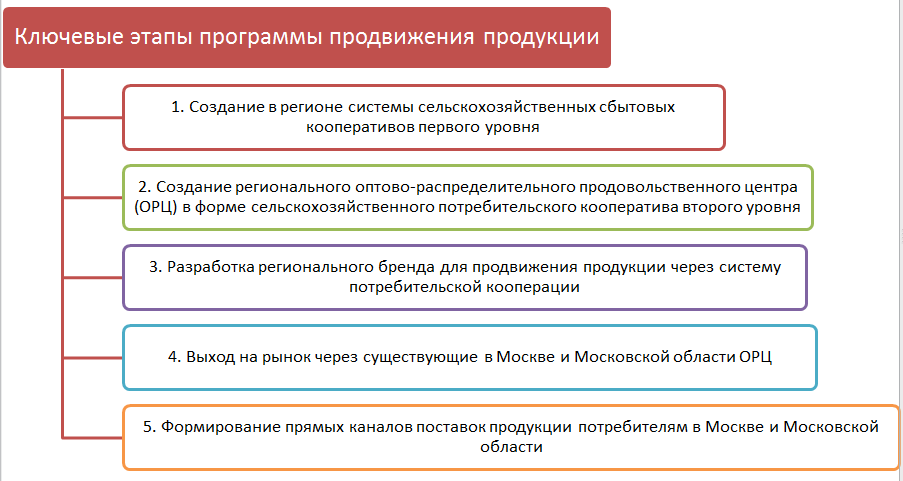 Ключевые этапы программы продвижения продукции
1. Создание в регионе системы сельскохозяйственных сбытовых
кооперативов первого уровня
2. Создание регионального оптово-распределительного продовольственного центра
(ОРЦ) в форме сельскохозяйственного потребительского кооператива второго уровня
3. Разработка регионального бренда для продвижения продукции через систему
потребительской кооперации
4. Выход на рынок через существующие в Москве и Московской области ОРЦ
5. Формирование прямых каналов поставок продукции потребителям в Москве и Московской
области